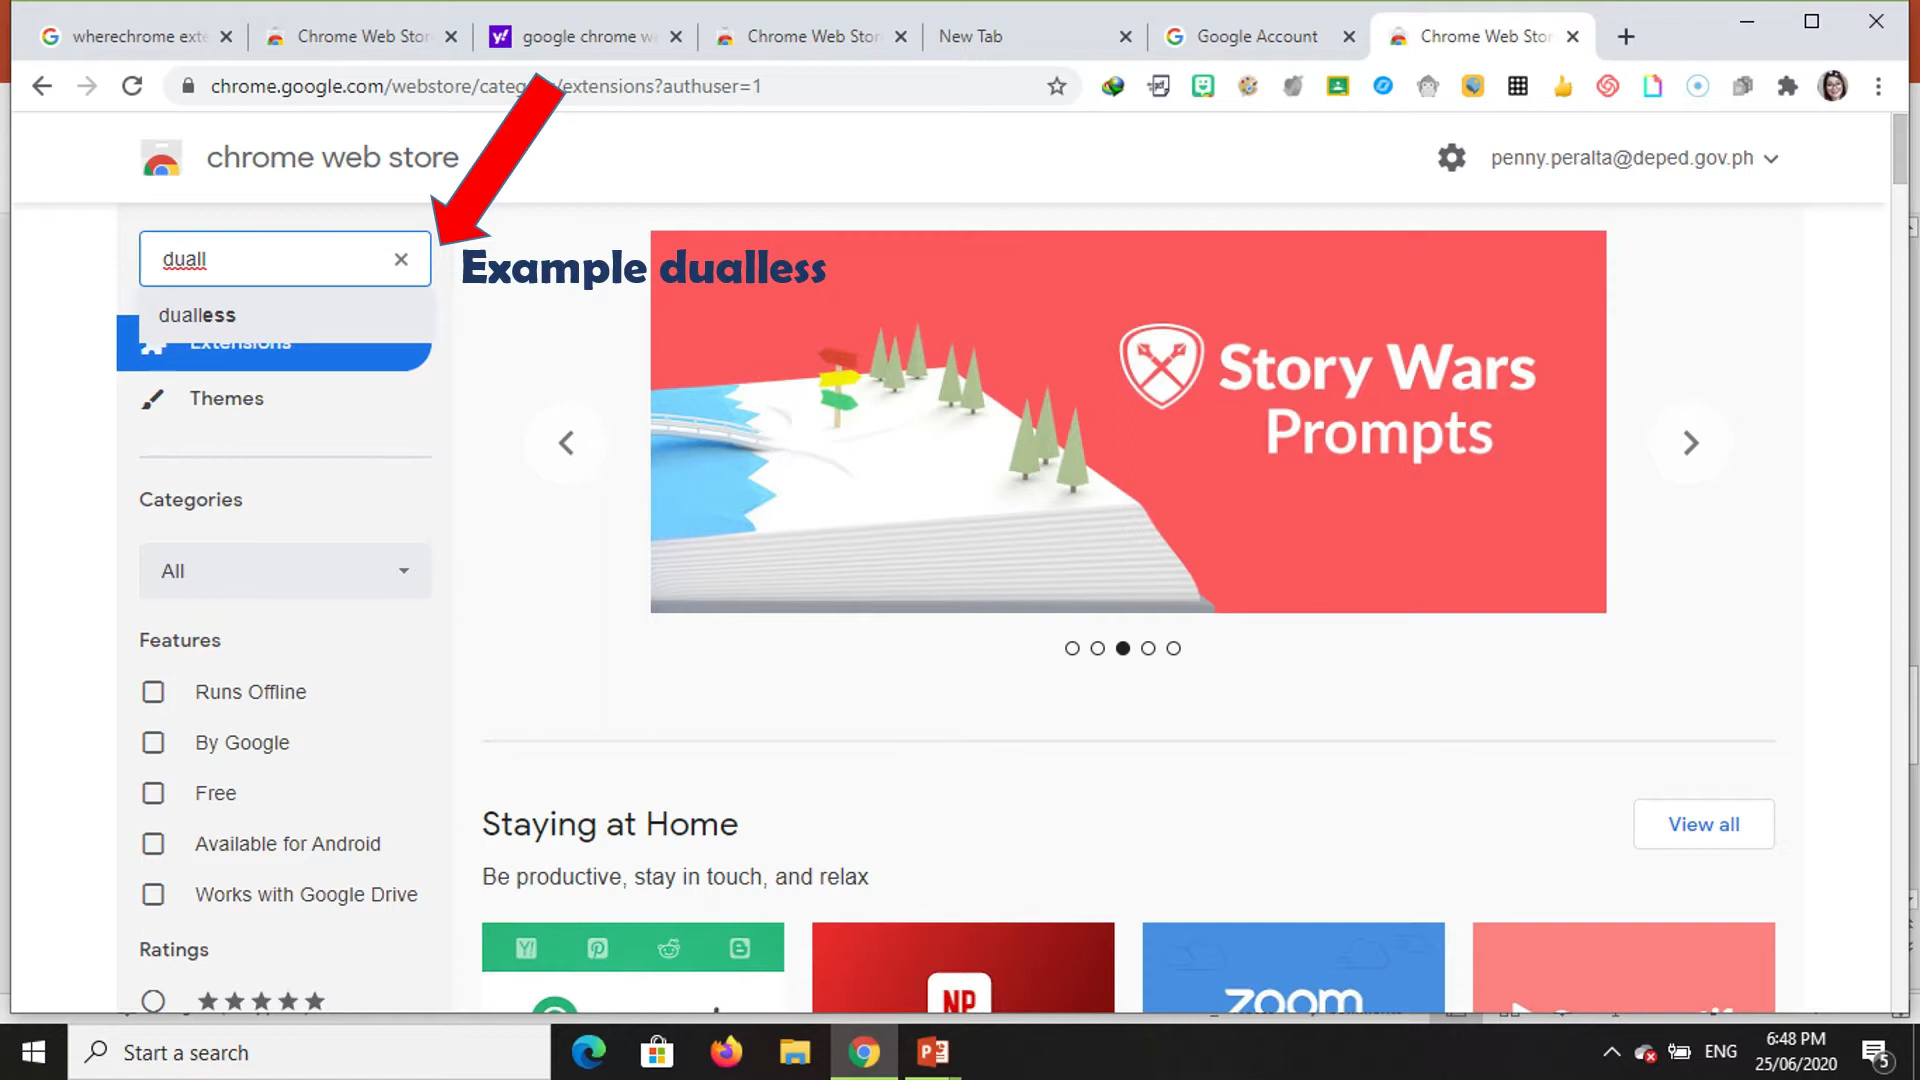 wherechrome exte
Chrome Web Stor
google chrome we
Chrome Web Stor
New Tab
Google Account
Chrome Web Stor
chrome.google.com/webstore/categ /extensions?authuser=1
chrome web store
penny.peralta@deped.gov.ph
duall
Example dualless
dualless
Extensions
Themes
Story Wars
Prompts
Categories
All
Features
Runs Offline
By Google
Free
Available for Android
Works with Google Drive
Ratings
Staying at Home
View all
Be productive, stay in touch, and relax
NP
zoom
Start a search
ENG
6:48 PM
25/06/2020
5